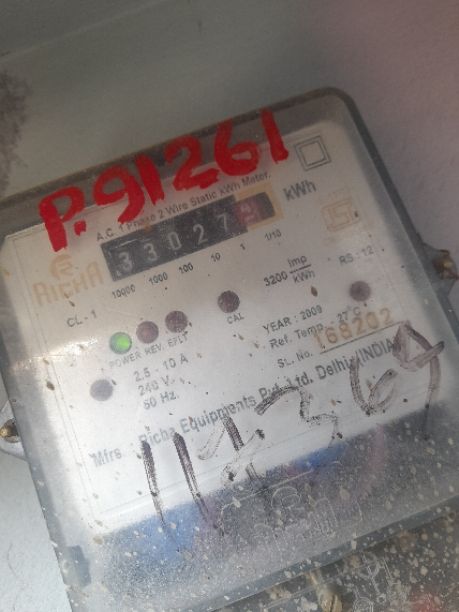 P.91261
A.C. 1 Phase 2 Wire Static kWh Meter.
33027 kWh
RICHA
10000 1000 100 10 1 1/10
CL.-1
3200 imp/kWh
RS : 12
POWER REV. EFLT
CAL
YEAR : 2009
Ref. Temp. : 27°C
SL. No. 168202
2.5 - 10 A
240 V.
50 Hz.
Mfrs. Richa Equipments Pvt. Ltd. Delhi (INDIA)